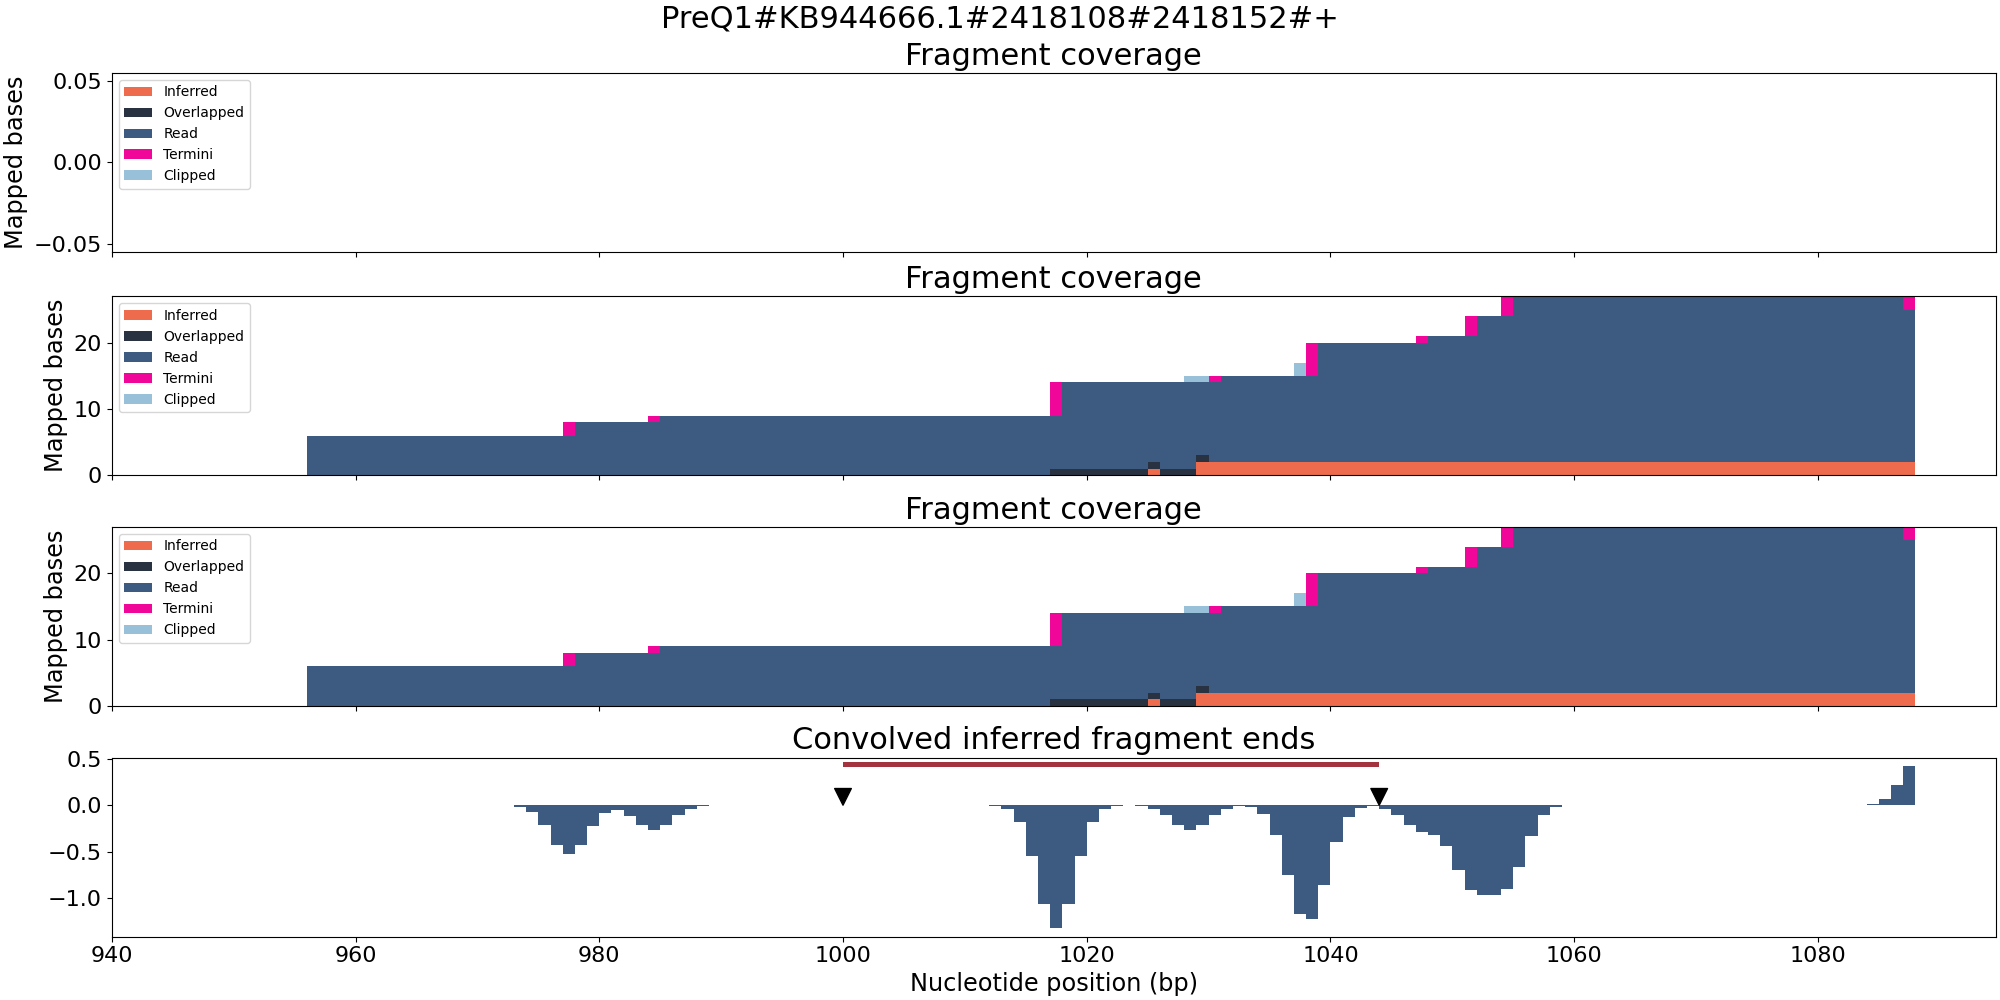 PreQ1#KB944666.1#2418108#2418152#+
Fragment coverage
Mapped bases
0.05
0.00
−0.05
Inferred
Overlapped
Read
Termini
Clipped
Fragment coverage
Mapped bases
20
10
0
Inferred
Overlapped
Read
Termini
Clipped
Fragment coverage
Mapped bases
20
10
0
Inferred
Overlapped
Read
Termini
Clipped
Convolved inferred fragment ends
0.5
0.0
−0.5
−1.0
940 960 980 1000 1020 1040 1060 1080
Nucleotide position (bp)